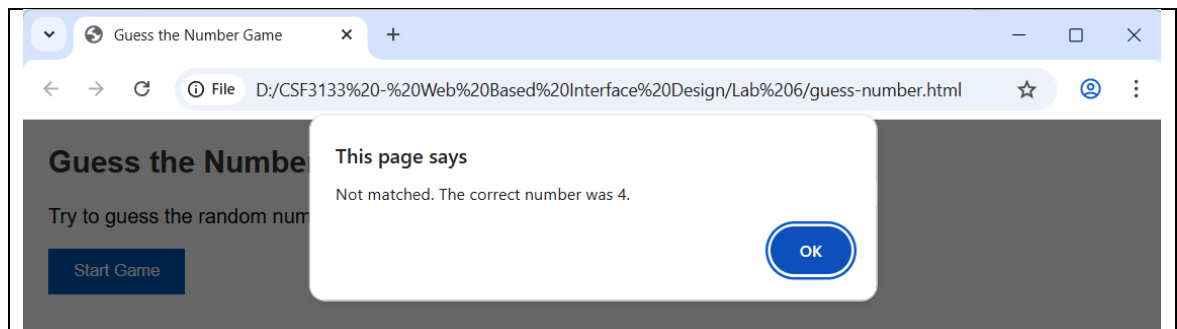 Guess the Number Game
File D:/CSF3133%20-%20Web%20Based%20Interface%20Design/Lab%206/guess-number.html
This page says
Guess the Numbe
Not matched. The correct number was 4.
Try to guess the random num
OK
Start Game